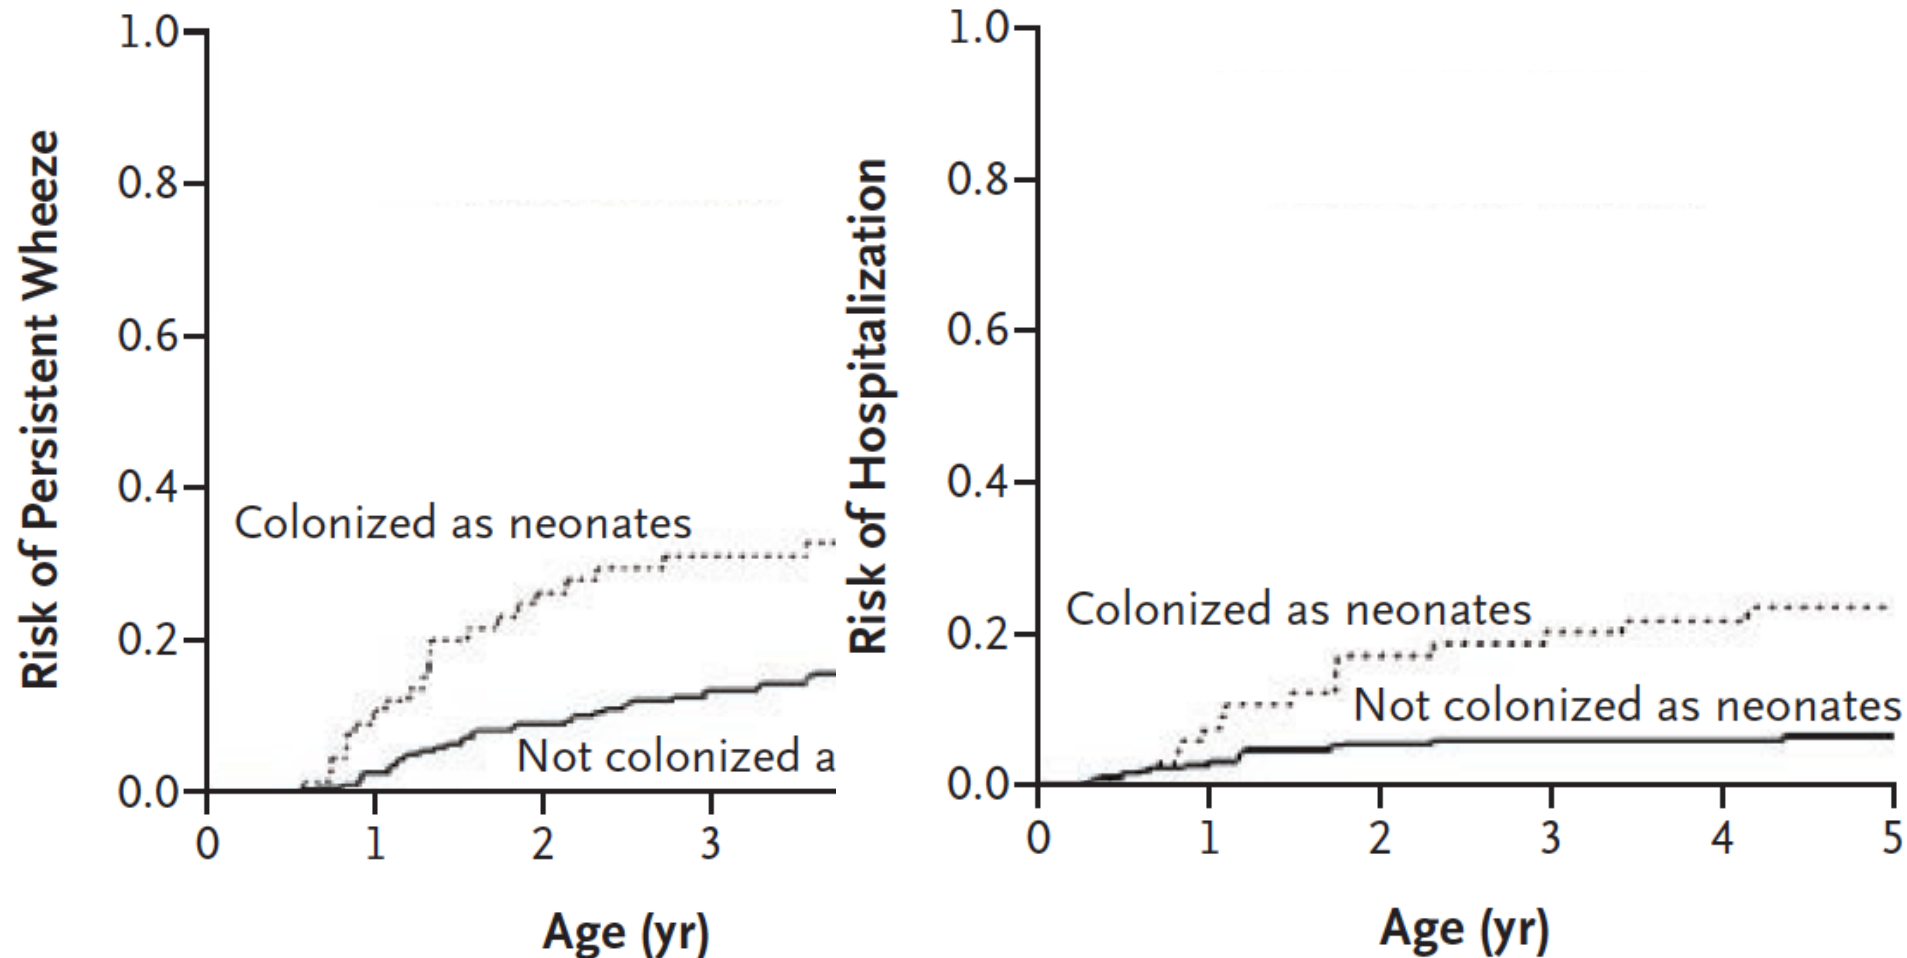 Risk of Persistent Wheeze
1.0
0.8
0.6
0.4
0.2
0.0
Colonized as neonates
Not colonized a
0 1 2 3
Age (yr)
Risk of Hospitalization
1.0
0.8
0.6
0.4
0.2
0.0
Colonized as neonates
Not colonized as neonates
0 1 2 3 4 5
Age (yr)